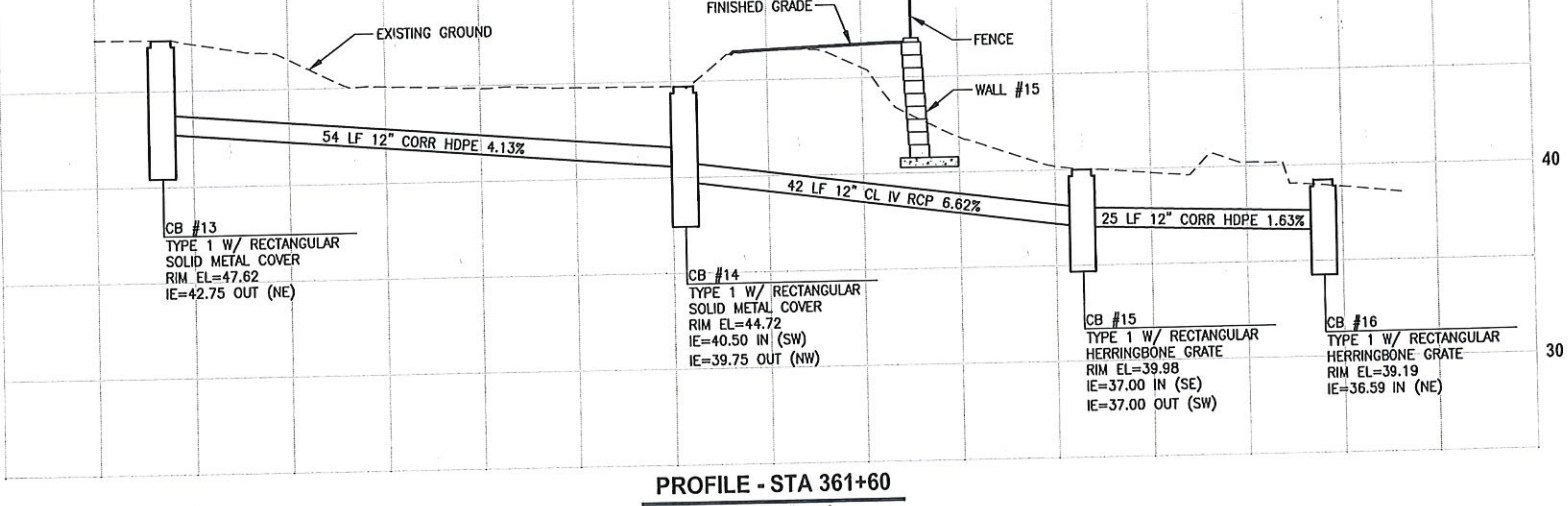 FINISHED GRADE
EXISTING GROUND
FENCE
WALL #15
54 LF 12" CORR HDPE 4.13%
42 LF 12" CL IV RCP 6.62%
25 LF 12" CORR HDPE 1.63%
40
30
CB #13
TYPE 1 W/ RECTANGULAR
SOLID METAL COVER
RIM EL=47.62
IE=42.75 OUT (NE)
CB #14
TYPE 1 W/ RECTANGULAR
SOLID METAL COVER
RIM EL=44.72
IE=40.50 IN (SW)
IE=39.75 OUT (NW)
CB #15
TYPE 1 W/ RECTANGULAR
HERRINGBONE GRATE
RIM EL=39.98
IE=37.00 IN (SE)
IE=37.00 OUT (SW)
CB #16
TYPE 1 W/ RECTANGULAR
HERRINGBONE GRATE
RIM EL=39.19
IE=36.59 IN (NE)
PROFILE - STA 361+60